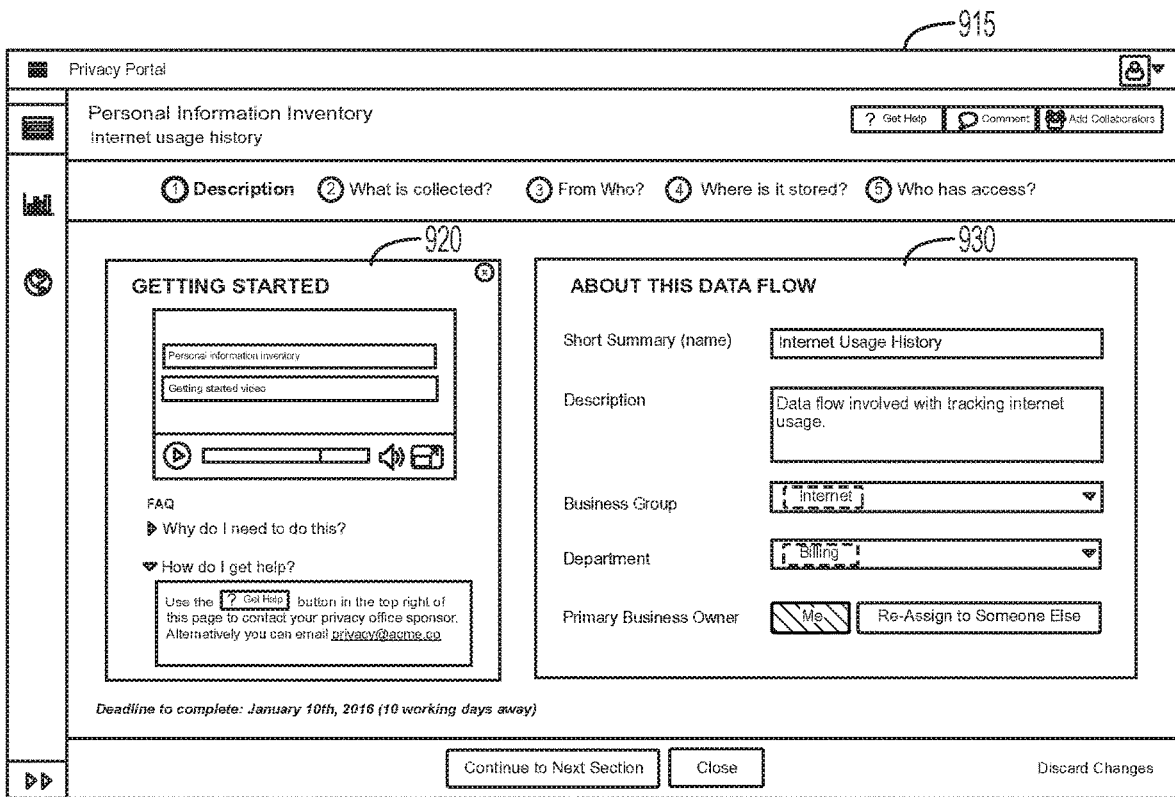 915
Privacy Portal
Personal Information Inventory
Internet usage history
? Get Help
Comment
Add Collaborators
1 Description
2 What is collected?
3 From Who?
4 Where is it stored?
5 Who has access?
920
930
GETTING STARTED
x
Personal information inventory
Getting started video
FAQ
Why do I need to do this?
How do I get help?
Use the ? Get Help button in the top right of
this page to contact your privacy office sponsor.
Alternatively you can email privacy@acme.co
ABOUT THIS DATA FLOW
Short Summary (name)
Internet Usage History
Description
Data flow involved with tracking internet
usage.
Business Group
Internet
Department
Billing
Primary Business Owner
Me
Re-Assign to Someone Else
Deadline to complete: January 10th, 2016 (10 working days away)
Continue to Next Section
Close
Discard Changes